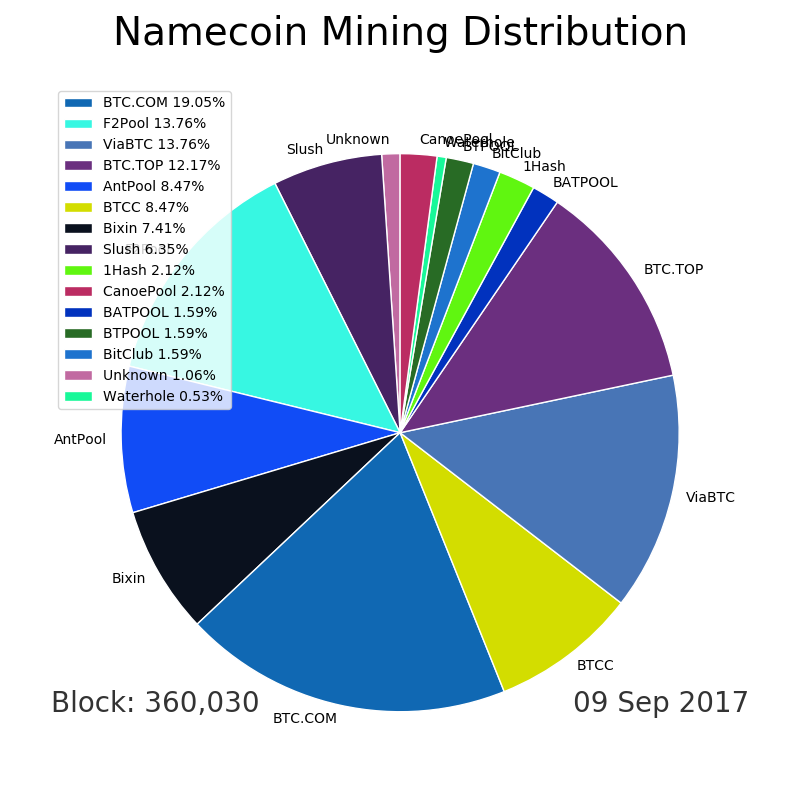 Namecoin Mining Distribution
BTC.COM 19.05%
F2Pool 13.76%
ViaBTC 13.76%
BTC.TOP 12.17%
AntPool 8.47%
BTCC 8.47%
Bixin 7.41%
Slush 6.35%
1Hash 2.12%
CanoePool 2.12%
BATPOOL 1.59%
BTPOOL 1.59%
BitClub 1.59%
Unknown 1.06%
Waterhole 0.53%
Slush
Unknown
CanoePool
Waterhole
BTPOOL
BitClub
1Hash
BATPOOL
BTC.TOP
ViaBTC
BTCC
BTC.COM
Bixin
AntPool
F2Pool
Block: 360,030
09 Sep 2017